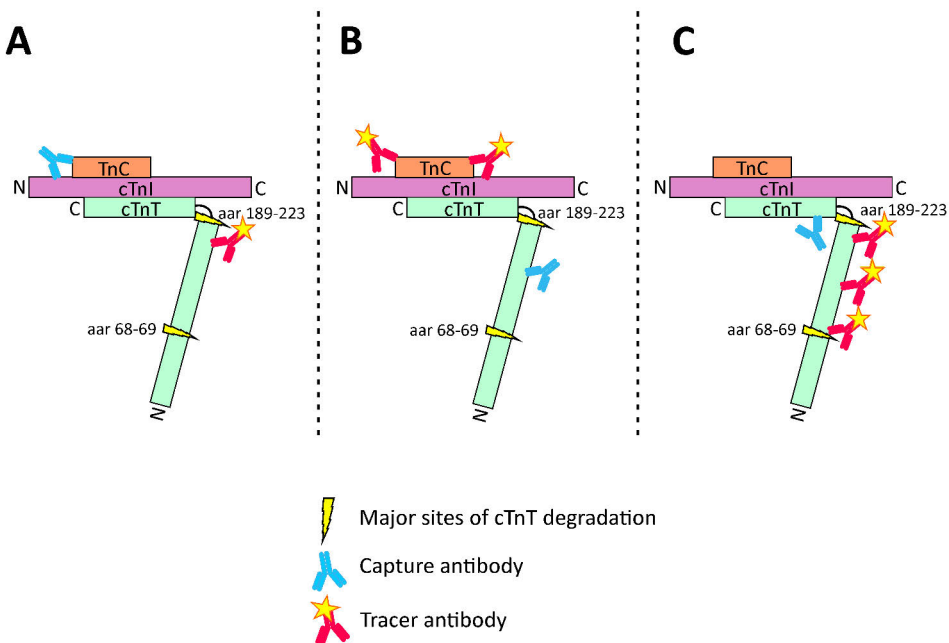 A
B
C
TnC
TnC
TnC
N
cTnI
C
N
cTnI
C
N
cTnI
C
C
cTnT
aar 189-223
C
cTnT
aar 189-223
C
cTnT
aar 189-223
aar 68-69
aar 68-69
aar 68-69
N
N
N
Major sites of cTnT degradation
Capture antibody
Tracer antibody